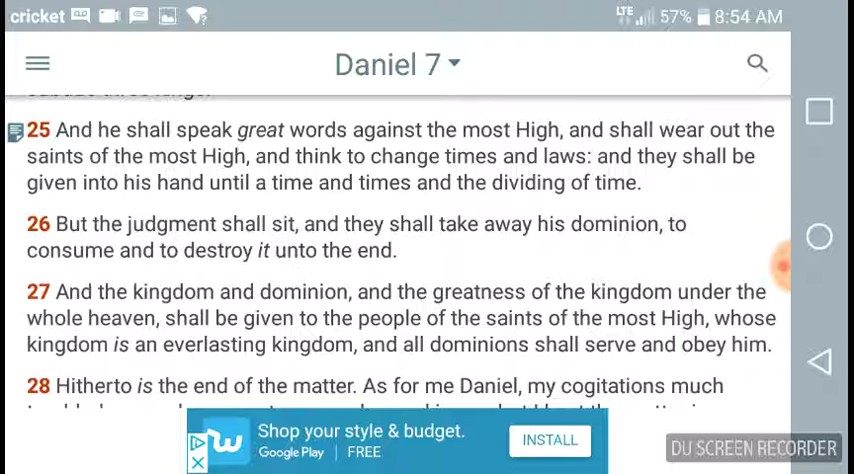 cricket LTE 57% 8:54 AM
Daniel 7
25 And he shall speak great words against the most High, and shall wear out the
saints of the most High, and think to change times and laws: and they shall be
given into his hand until a time and times and the dividing of time.
26 But the judgment shall sit, and they shall take away his dominion, to
consume and to destroy it unto the end.
27 And the kingdom and dominion, and the greatness of the kingdom under the
whole heaven, shall be given to the people of the saints of the most High, whose
kingdom is an everlasting kingdom, and all dominions shall serve and obey him.
28 Hitherto is the end of the matter. As for me Daniel, my cogitations much
Shop your style & budget.
Google Play | FREE
INSTALL
DU SCREEN RECORDER